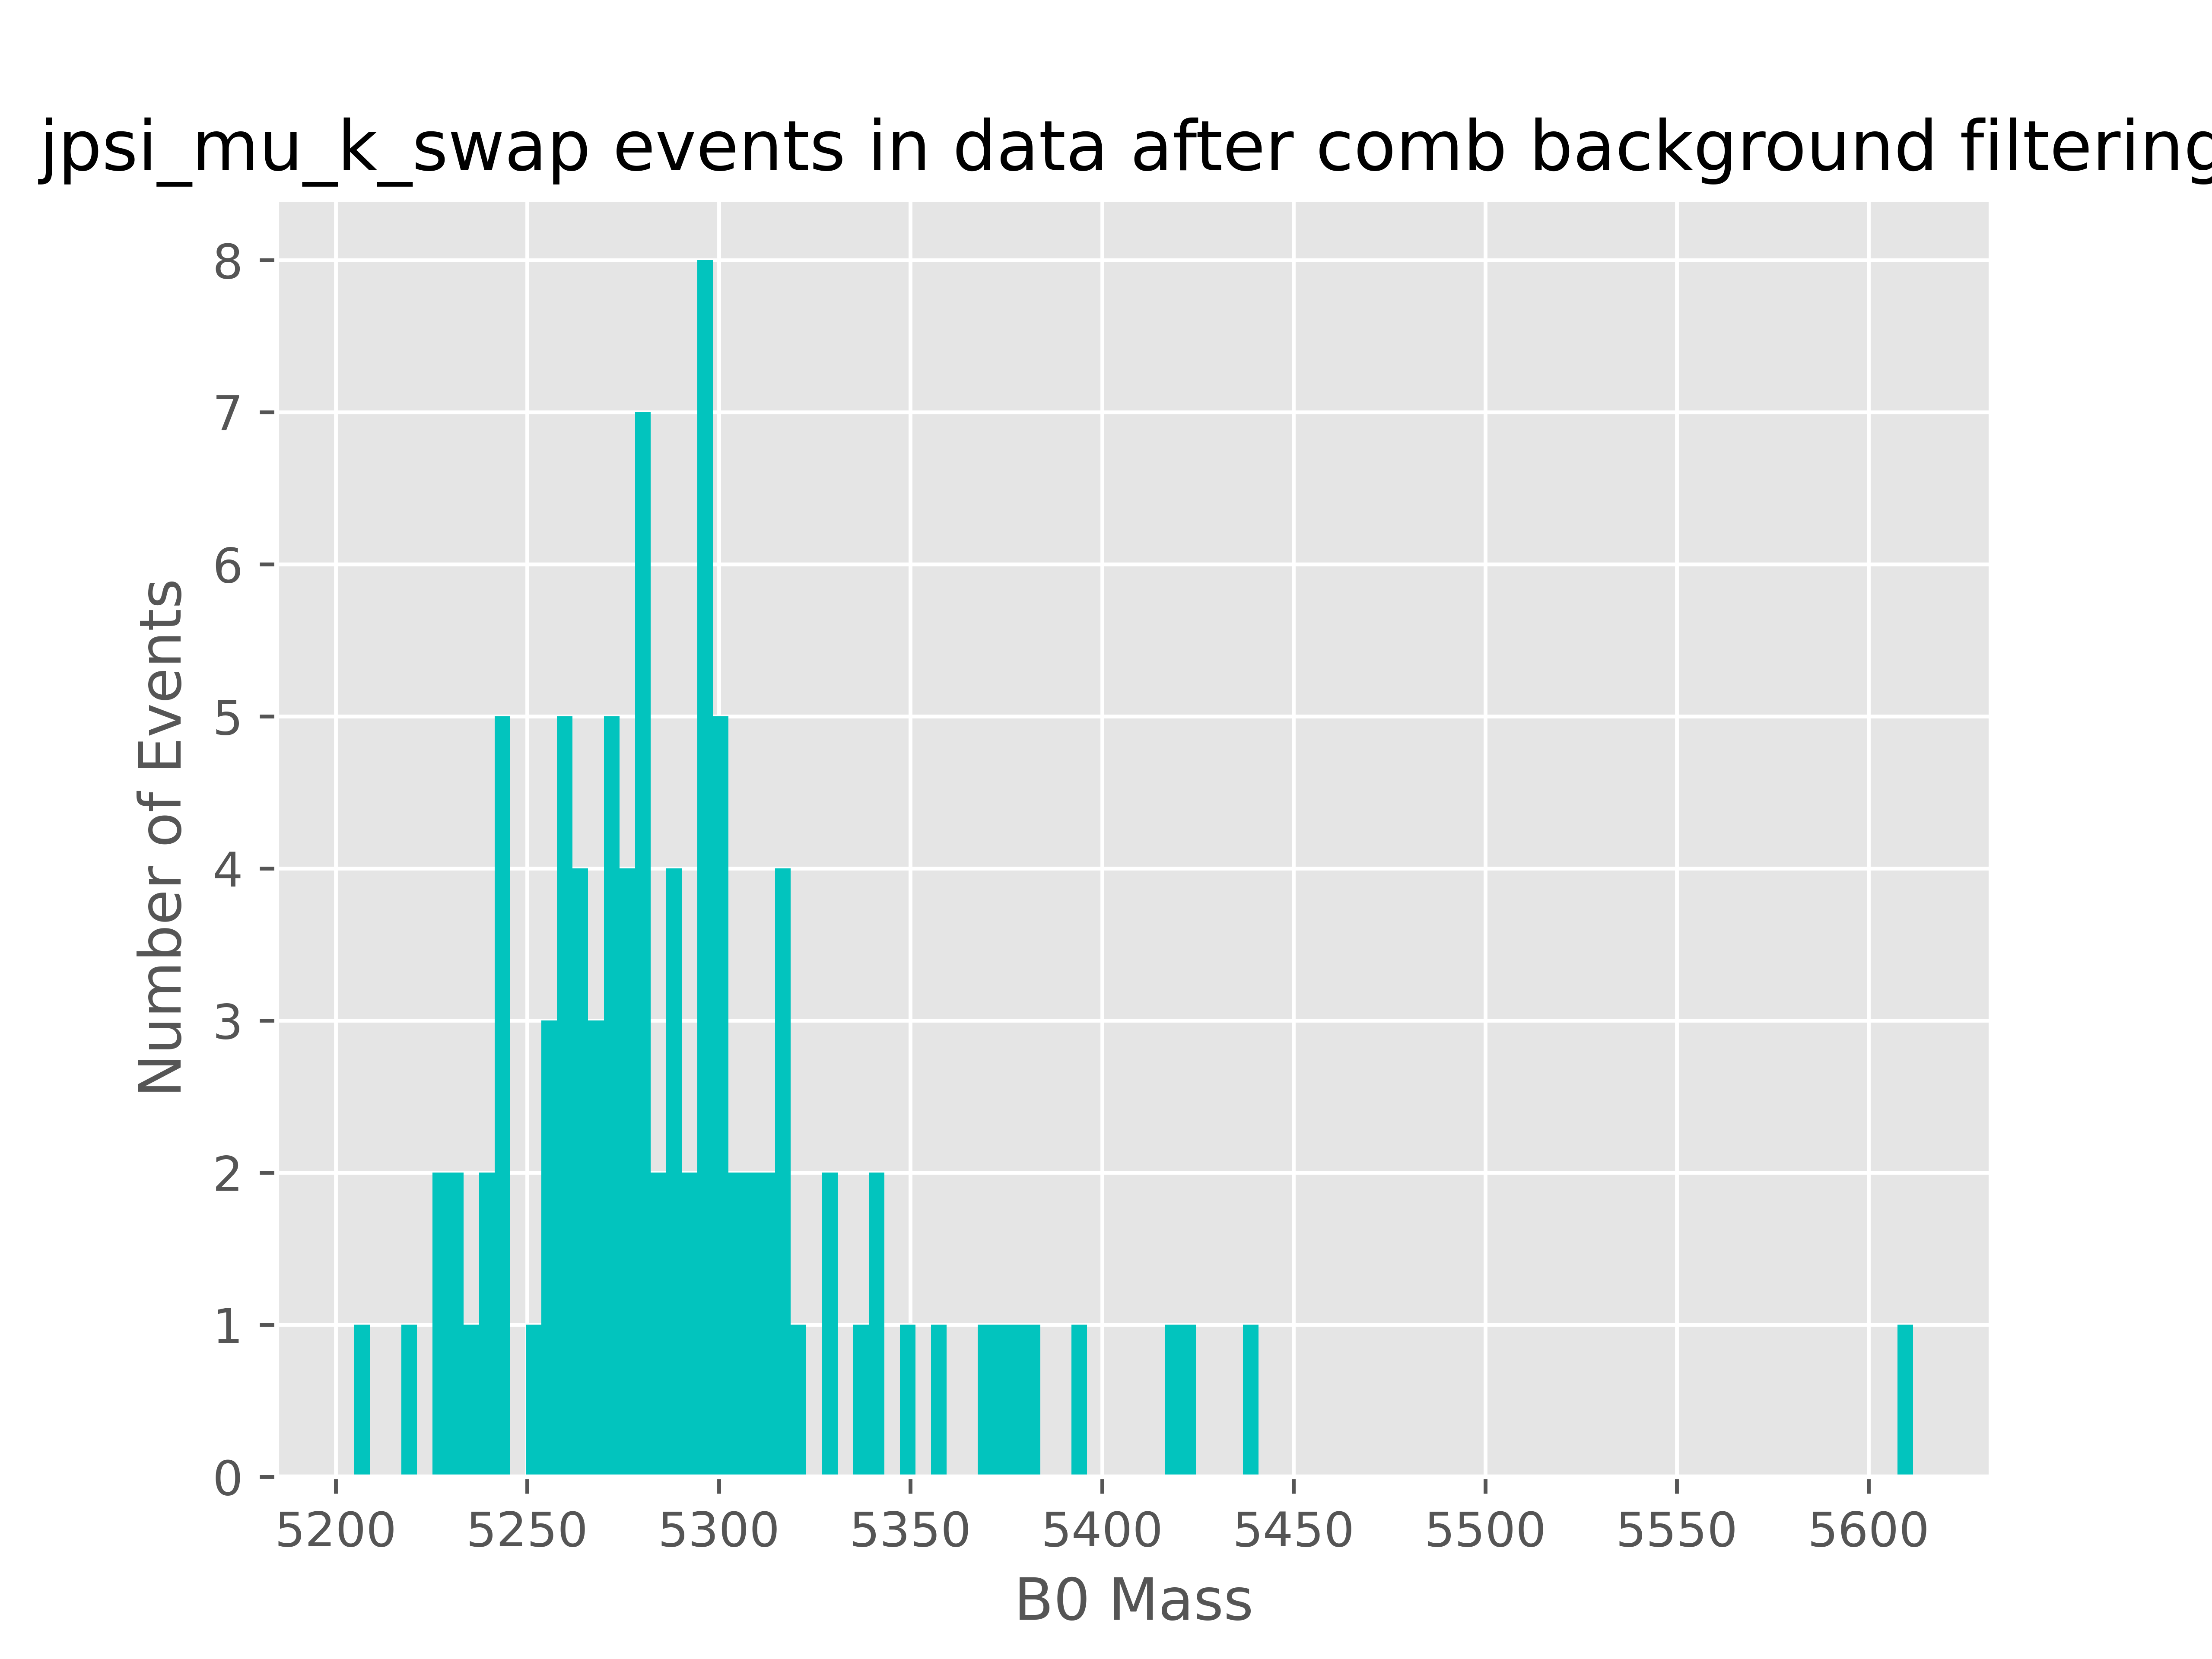 jpsi_mu_k_swap events in data after comb background filtering
8
7
6
5
4
3
2
1
0
Number of Events
5200 5250 5300 5350 5400 5450 5500 5550 5600
B0 Mass